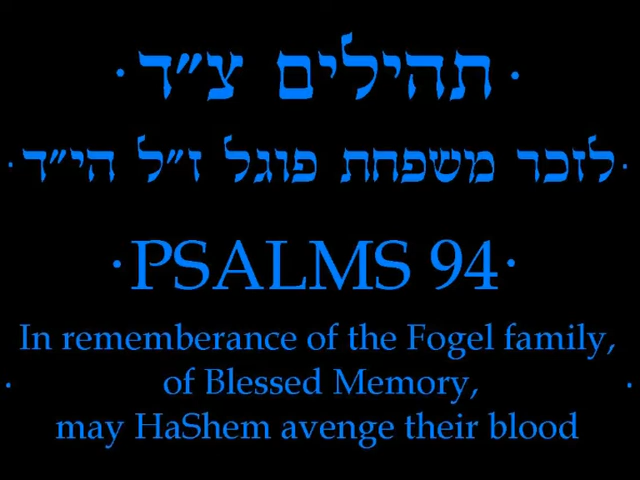 · תהילים צ״ד ·
· לזכר משפחת פוגל ז״ל הי״ד ·
· PSALMS 94 ·
In rememberance of the Fogel family,
· of Blessed Memory, ·
may HaShem avenge their blood